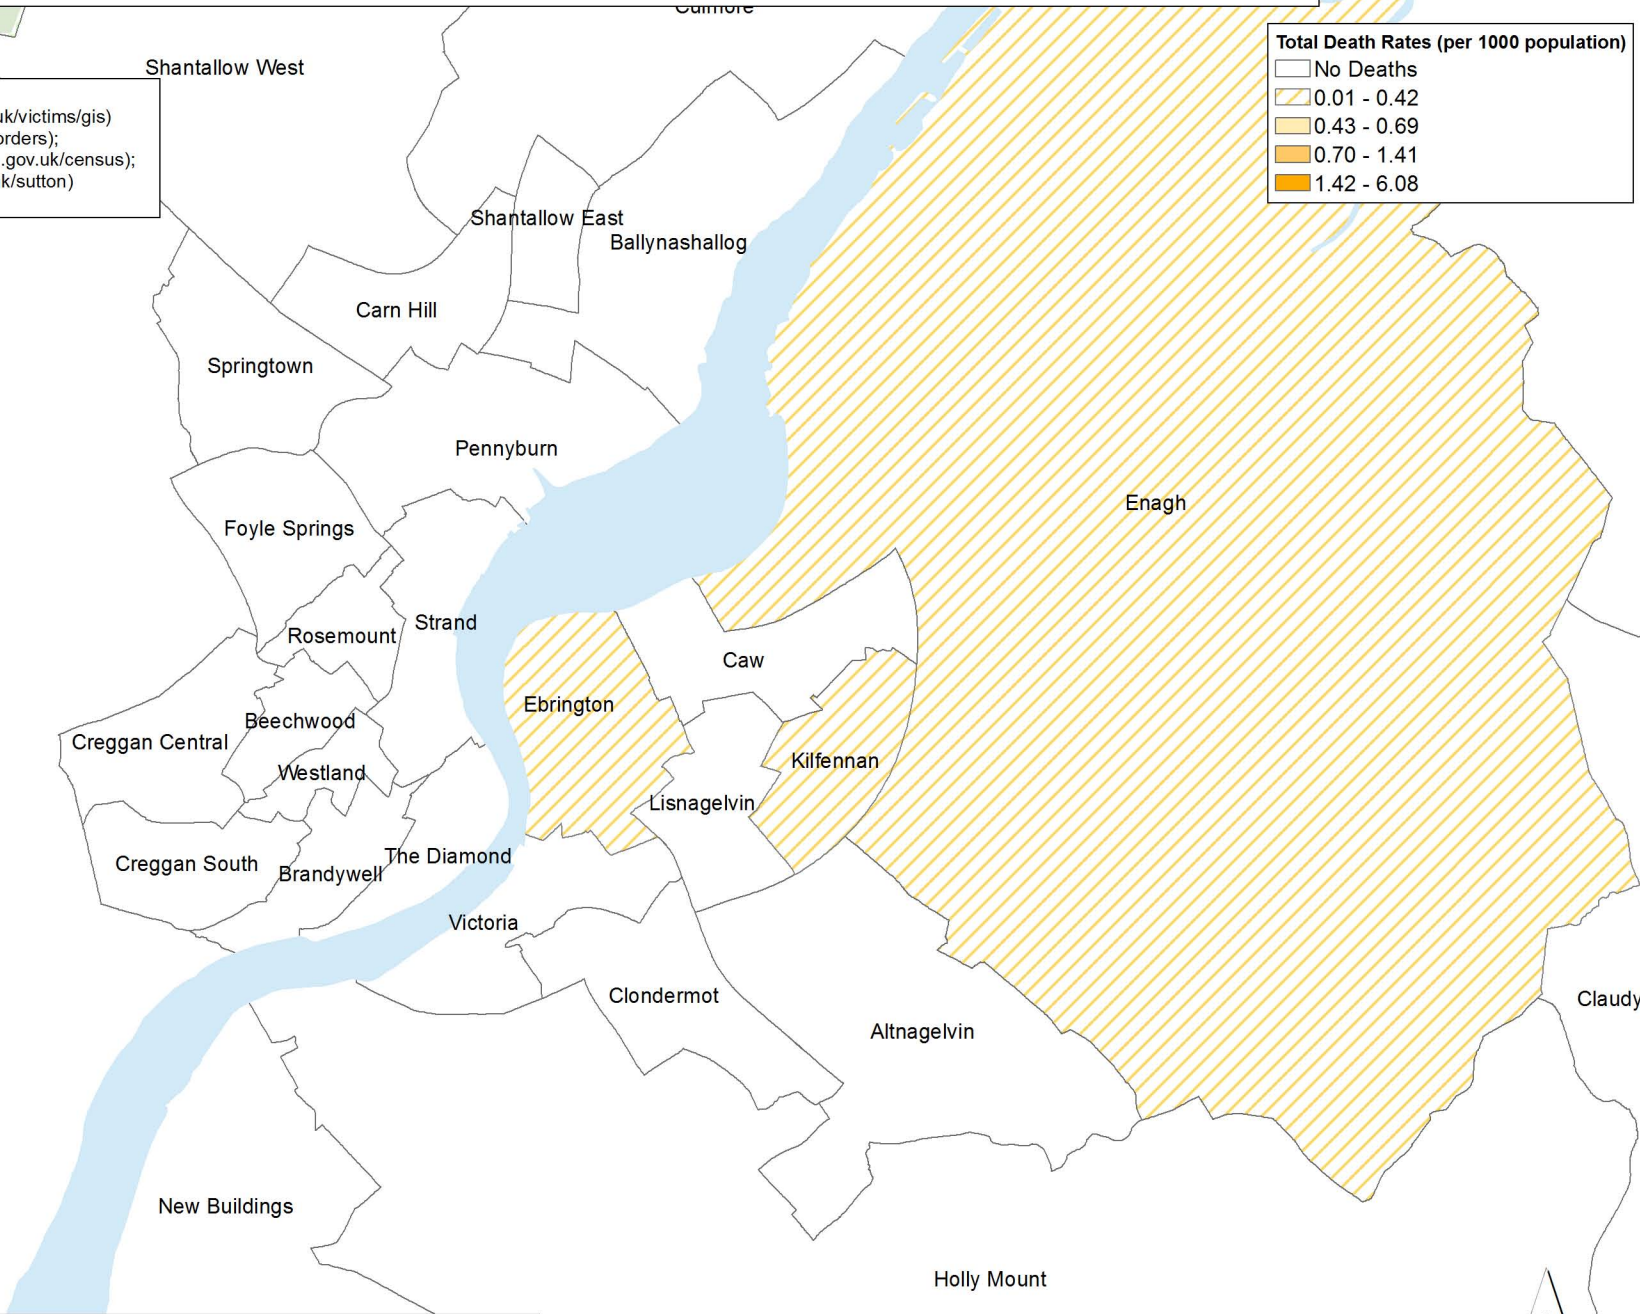 Culmore
Total Death Rates (per 1000 population)
No Deaths
0.01 - 0.42
0.43 - 0.69
0.70 - 1.41
1.42 - 6.08
Shantallow West
uk/victims/gis)
orders);
.gov.uk/census);
k/sutton)
Shantallow East
Ballynashallog
Carn Hill
Springtown
Pennyburn
Enagh
Foyle Springs
Strand
Rosemount
Caw
Ebrington
Beechwood
Creggan Central
Kilfennan
Westland
Lisnagelvin
The Diamond
Creggan South
Brandywell
Victoria
Clondermot
Claudy
Altnagelvin
New Buildings
Holly Mount